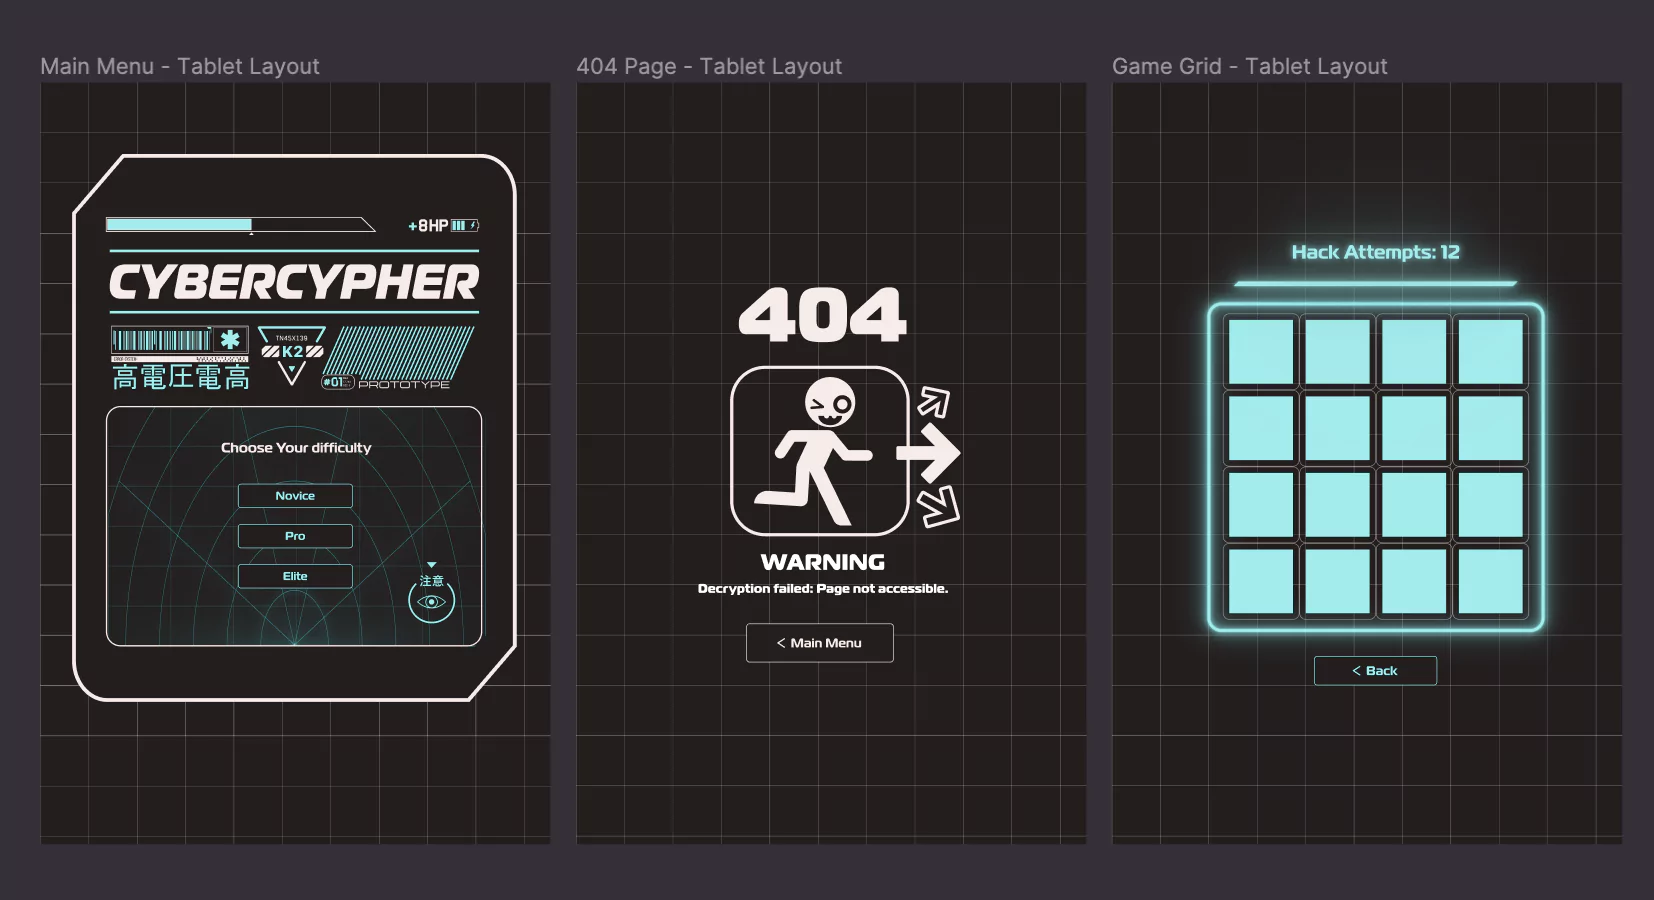 Main Menu - Tablet Layout
+8HP
CYBERCYPHER
TN45X139
K2
高電圧電高
#01
PROTOTYPE
Choose Your difficulty
Novice
Pro
Elite
注意
404 Page - Tablet Layout
404
WARNING
Decryption failed: Page not accessible.
< Main Menu
Game Grid - Tablet Layout
Hack Attempts: 12
< Back